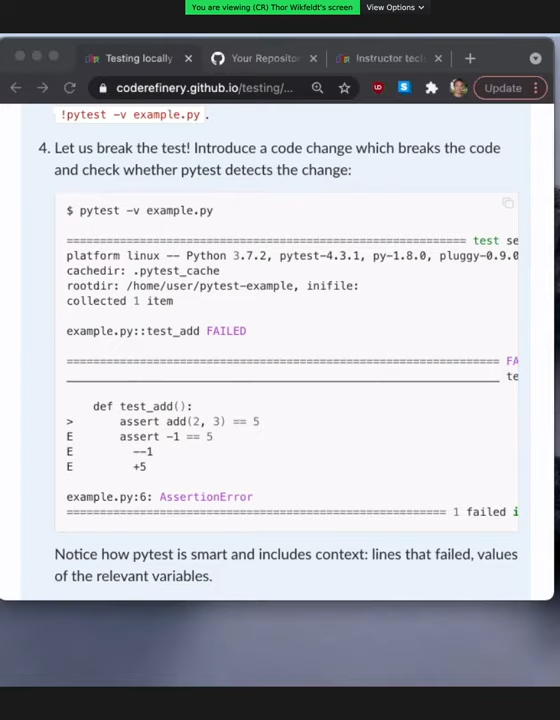 You are viewing (CR) Thor Wikfeldt's screen View Options
Testing locally
Your Repositor
Instructor tec
coderefinery.github.io/testing/...
Update
!pytest -v example.py .
4. Let us break the test! Introduce a code change which breaks the code
and check whether pytest detects the change:
$ pytest -v example.py
================================================== test se
platform linux -- Python 3.7.2, pytest-4.3.1, py-1.8.0, pluggy-0.9.0
cachedir: .pytest_cache
rootdir: /home/user/pytest-example, inifile:
collected 1 item
example.py::test_add FAILED
====================================================== FA
te
def test_add():
> assert add(2, 3) == 5
E assert -1 == 5
E --1
E +5
example.py:6: AssertionError
=============================================== 1 failed i
Notice how pytest is smart and includes context: lines that failed, values
of the relevant variables.